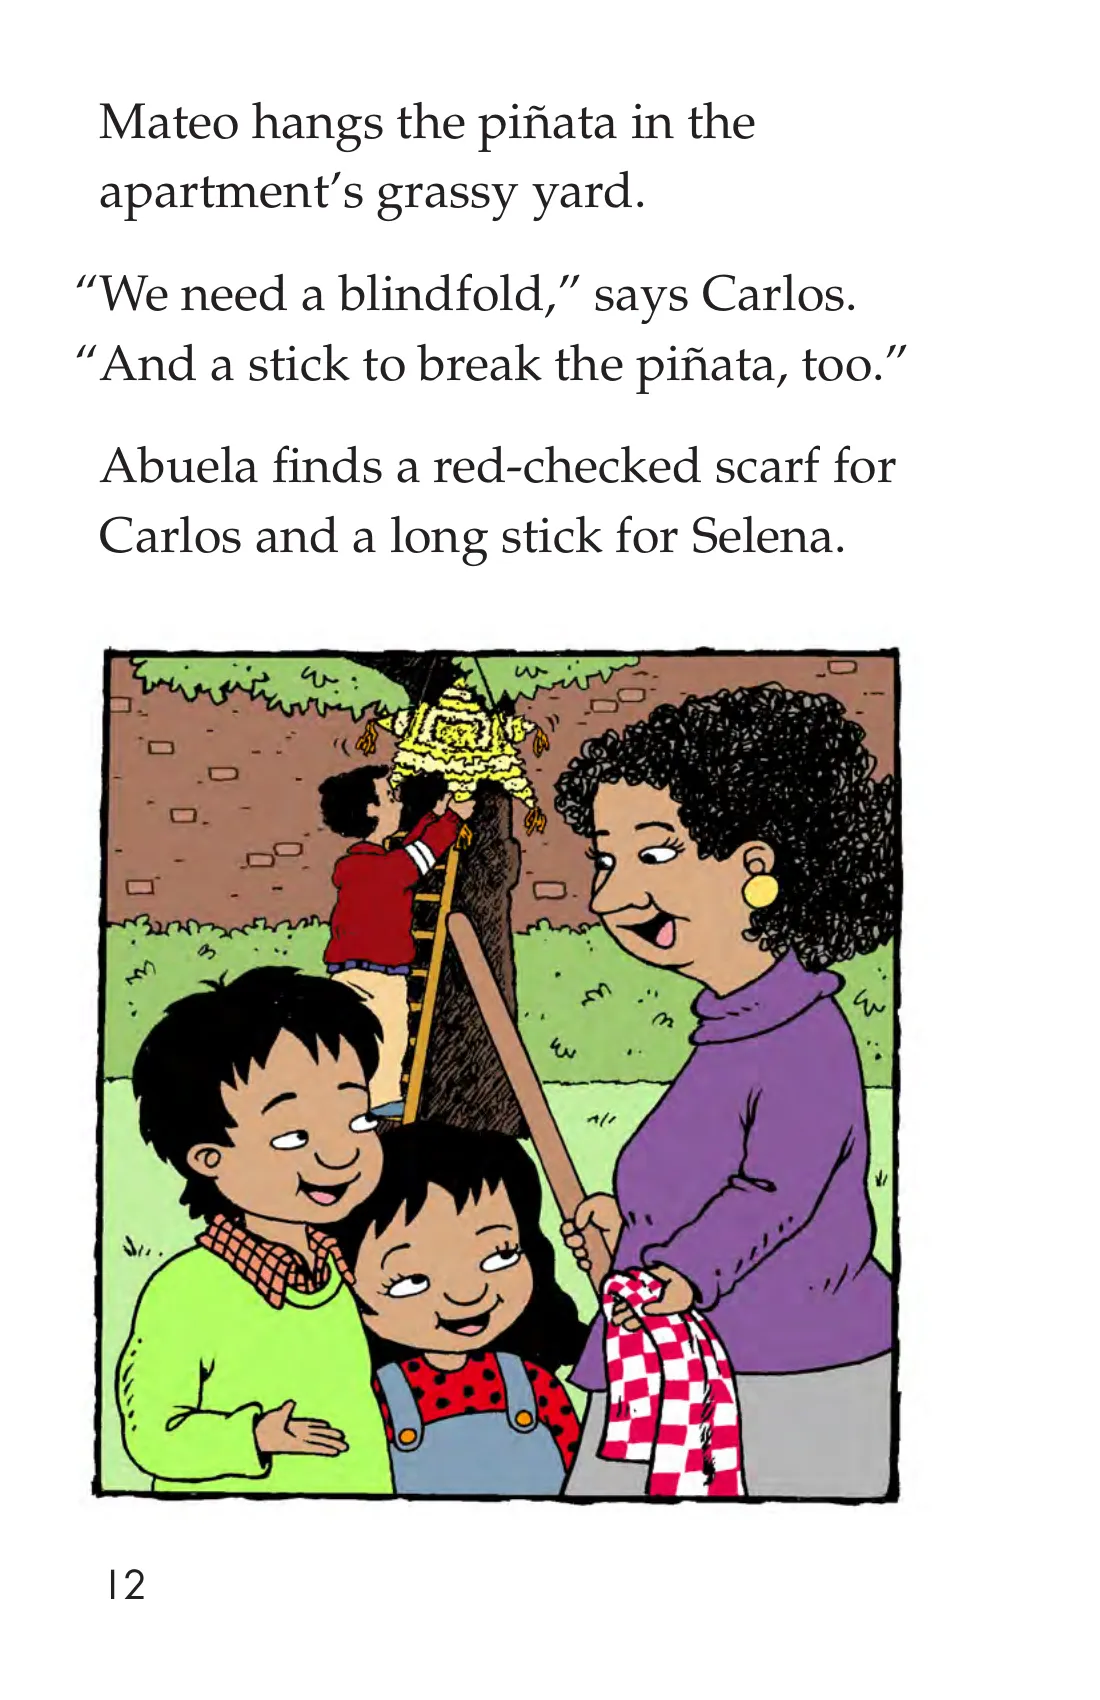 Mateo hangs the piñata in the
apartment’s grassy yard.
“We need a blindfold,” says Carlos.
“And a stick to break the piñata, too.”
Abuela finds a red-checked scarf for
Carlos and a long stick for Selena.
12